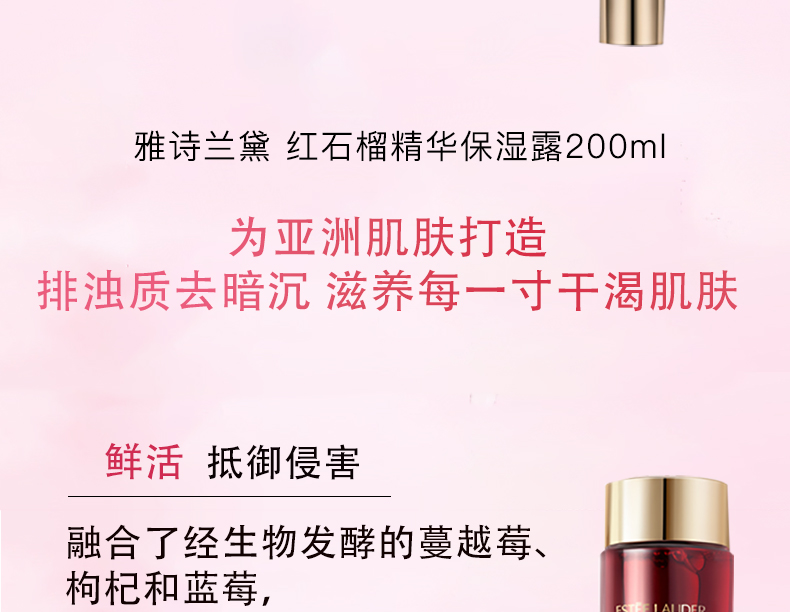 雅诗兰黛 红石榴精华保湿露200ml
为亚洲肌肤打造
排浊质去暗沉 滋养每一寸干渴肌肤
鲜活 抵御侵害
融合了经生物发酵的蔓越莓、
枸杞和蓝莓,
ESTEE LAUDER